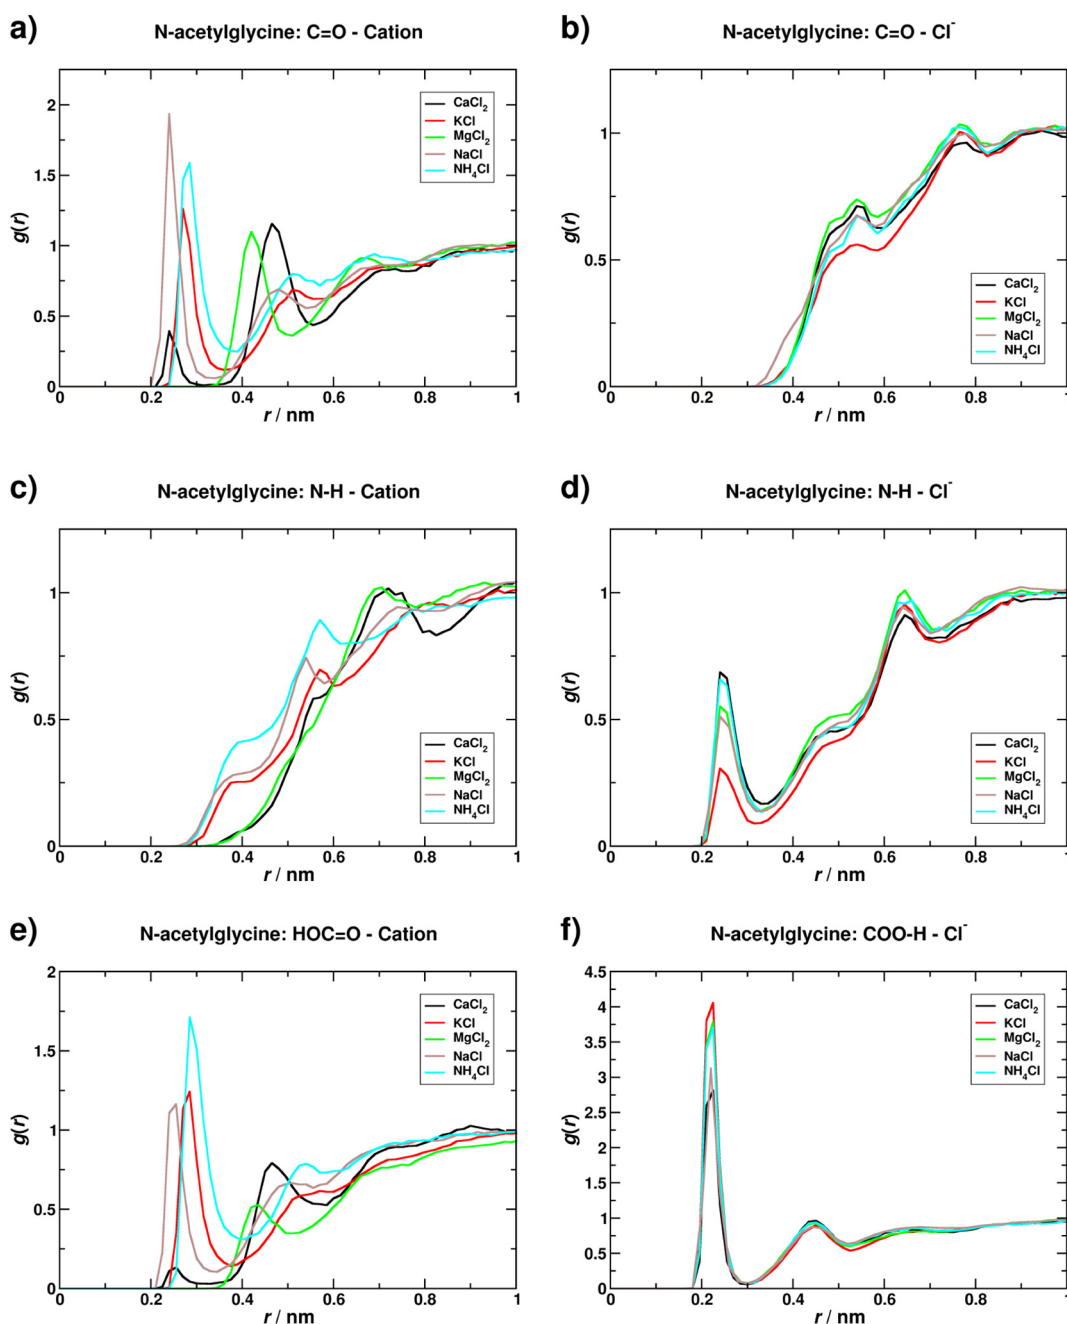 a)
N-acetylglycine: C=O - Cation
g(r)
2
1.5
1
0.5
0
0 0.2 0.4 0.6 0.8 1
r / nm
CaCl₂
KCl
MgCl₂
NaCl
NH₄Cl
b)
N-acetylglycine: C=O - Cl⁻
g(r)
1
0.5
0
0 0.2 0.4 0.6 0.8 1
r / nm
CaCl₂
KCl
MgCl₂
NaCl
NH₄Cl
c)
N-acetylglycine: N-H - Cation
g(r)
1
0.5
0
0 0.2 0.4 0.6 0.8 1
r / nm
CaCl₂
KCl
MgCl₂
NaCl
NH₄Cl
d)
N-acetylglycine: N-H - Cl⁻
g(r)
1
0.5
0
0 0.2 0.4 0.6 0.8 1
r / nm
CaCl₂
KCl
MgCl₂
NaCl
NH₄Cl
e)
N-acetylglycine: HOC=O - Cation
g(r)
2
1.5
1
0.5
0
0 0.2 0.4 0.6 0.8 1
r / nm
CaCl₂
KCl
MgCl₂
NaCl
NH₄Cl
f)
N-acetylglycine: COO-H - Cl⁻
g(r)
4.5
4
3.5
3
2.5
2
1.5
1
0.5
0
0 0.2 0.4 0.6 0.8 1
r / nm
CaCl₂
KCl
MgCl₂
NaCl
NH₄Cl